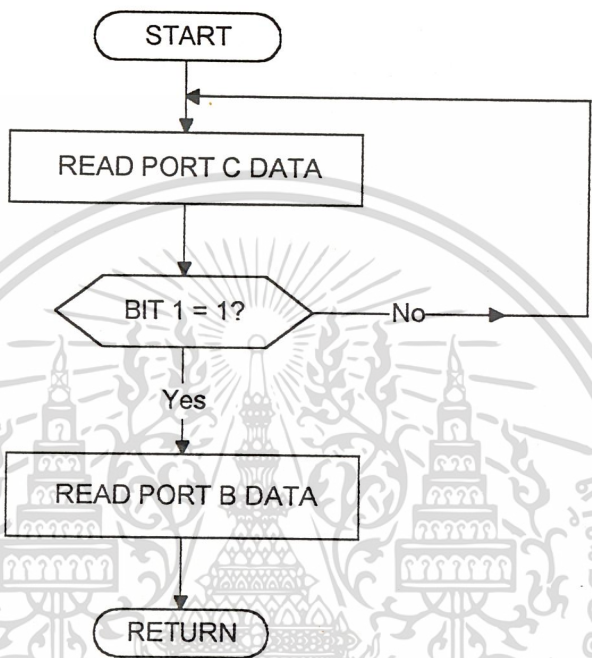 START
READ PORT C DATA
BIT 1 = 1?
No
Yes
READ PORT B DATA
RETURN